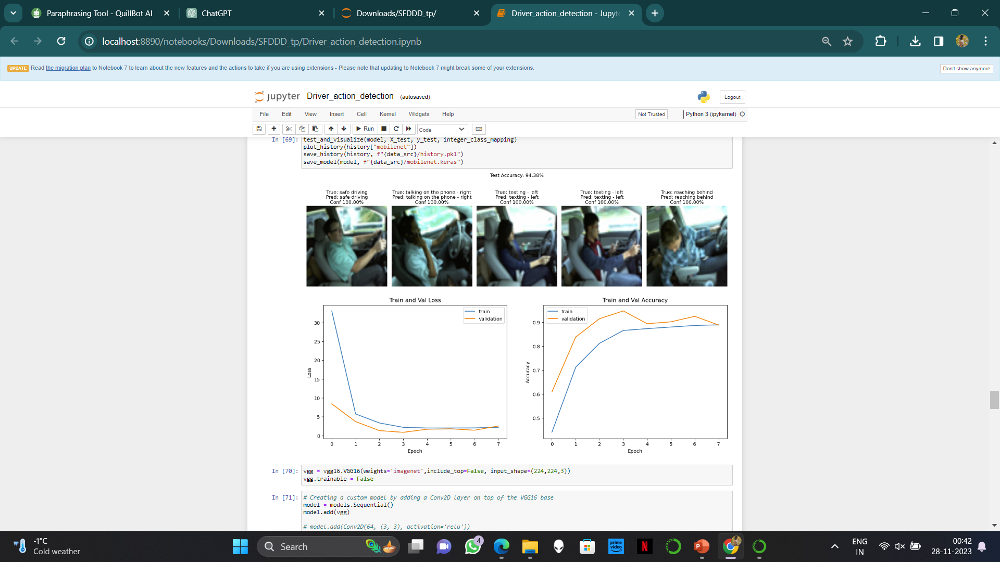 Paraphrasing Tool - QuillBot AI
ChatGPT
Downloads/SFDDD_tp/
Driver_action_detection - Jupyte
localhost:8890/notebooks/Downloads/SFDDD_tp/Driver_action_detection.ipynb
UPDATE Read the migration plan to Notebook 7 to learn about the new features and the actions to take if you are using extensions - Please note that updating to Notebook 7 might break some of your extensions.
Don't show anymore
jupyter Driver_action_detection (autosaved)
Logout
File Edit View Insert Cell Kernel Widgets Help
Not Trusted
Python 3 (ipykernel)
Run
Code
In [69]: test_and_visualize(model, X_test, y_test, integer_class_mapping)
plot_history(history["mobilenet"])
save_history(history, f"{data_src}/history.pkl")
save_model(model, f"{data_src}/mobilenet.keras")
Test Accuracy: 94.38%
True: safe driving
Pred: safe driving
Conf 100.00%
True: talking on the phone - right
Pred: talking on the phone - right
Conf 100.00%
True: texting - left
Pred: texting - left
Conf 100.00%
True: texting - left
Pred: texting - left
Conf 100.00%
True: reaching behind
Pred: reaching behind
Conf 100.00%
Train and Val Loss
train
validation
30
25
20
15
10
5
0
Loss
0 1 2 3 4 5 6 7
Epoch
Train and Val Accuracy
train
validation
0.9
0.8
0.7
0.6
0.5
Accuracy
0 1 2 3 4 5 6 7
Epoch
In [70]: vgg = vgg16.VGG16(weights='imagenet',include_top=False, input_shape=(224,224,3))
vgg.trainable = False
In [71]: # Creating a custom model by adding a Conv2D layer on top of the VGG16 base
model = models.Sequential()
model.add(vgg)
# model.add(Conv2D(64, (3, 3), activation='relu'))
-1°C
Cold weather
Search
4
prime video
N
P
ENG
IN
00:42
28-11-2023